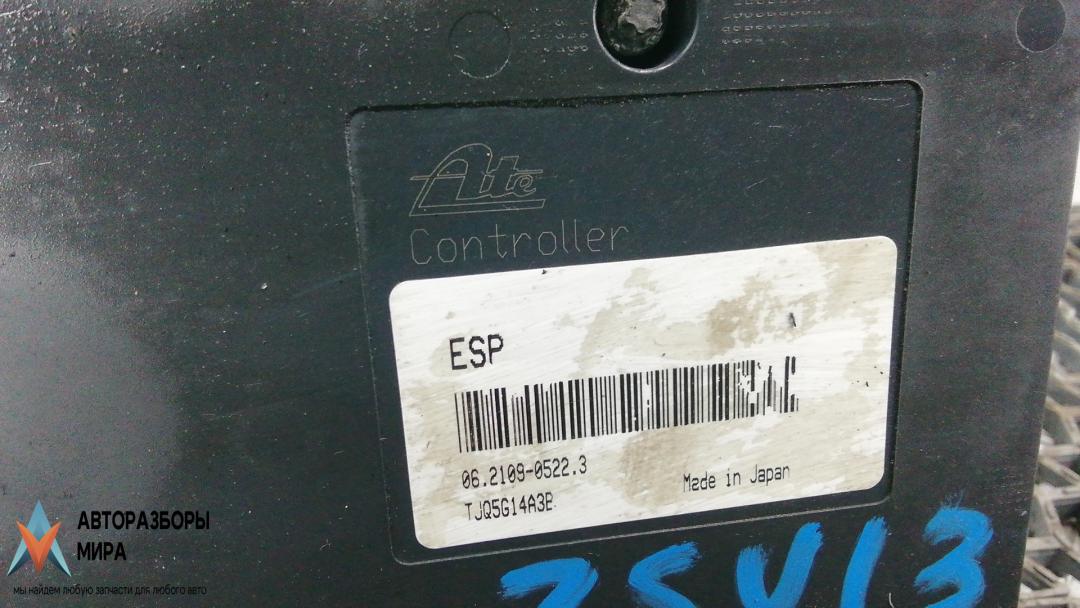 Ate
Controller
ESP
06.2109-0522.3
Made in Japan
TJQ5G14A3B
АВТОРАЗБОРЫ
МИРА
мы найдем любую запчасти для любого авто